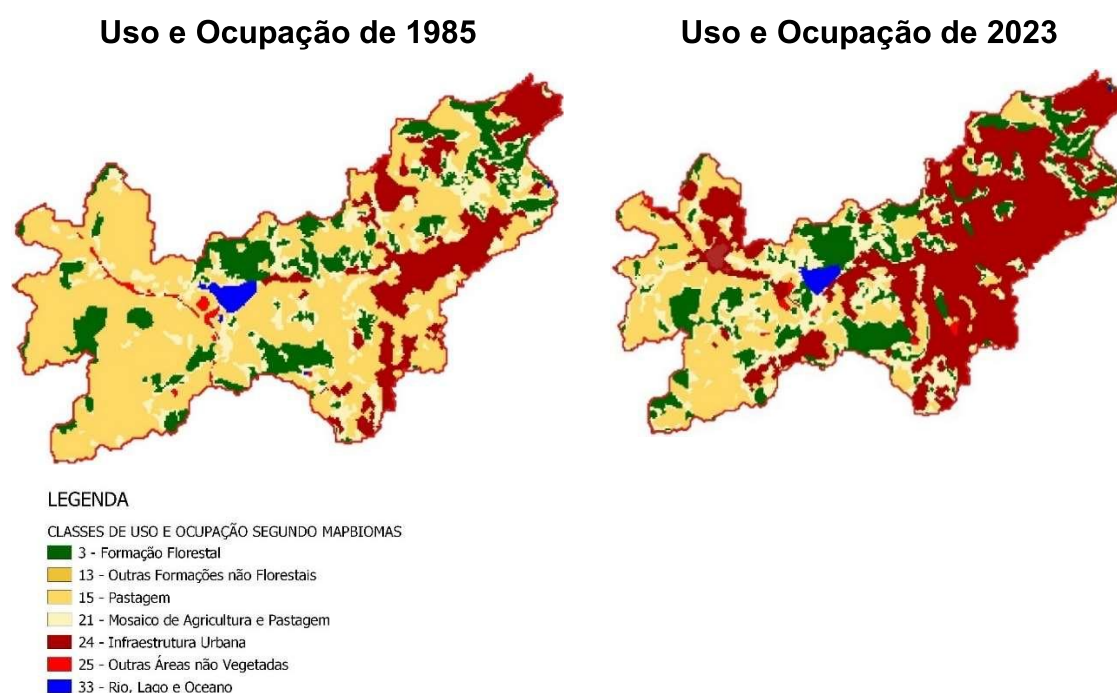 Uso e Ocupação de 1985
Uso e Ocupação de 2023
LEGENDA
CLASSES DE USO E OCUPAÇÃO SEGUNDO MAPBIOMAS
3 - Formação Florestal
13 - Outras Formações não Florestais
15 - Pastagem
21 - Mosaico de Agricultura e Pastagem
24 - Infraestrutura Urbana
25 - Outras Áreas não Vegetadas
33 - Rio, Lago e Oceano